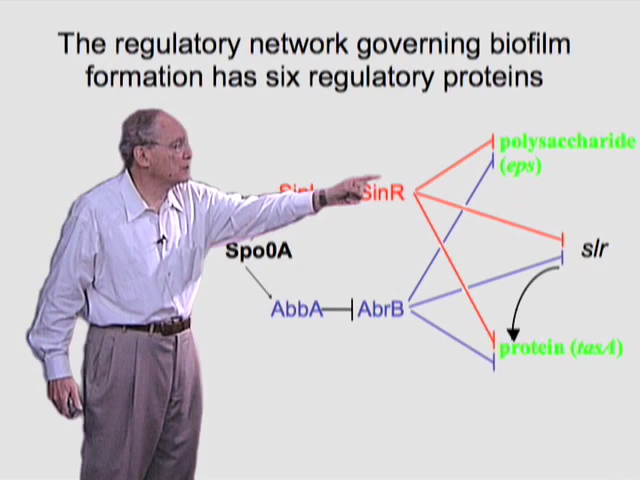 The regulatory network governing biofilm
formation has six regulatory proteins
polysaccharide
(eps)
SinR
slr
Spo0A
AbbA
AbrB
protein (tasA)